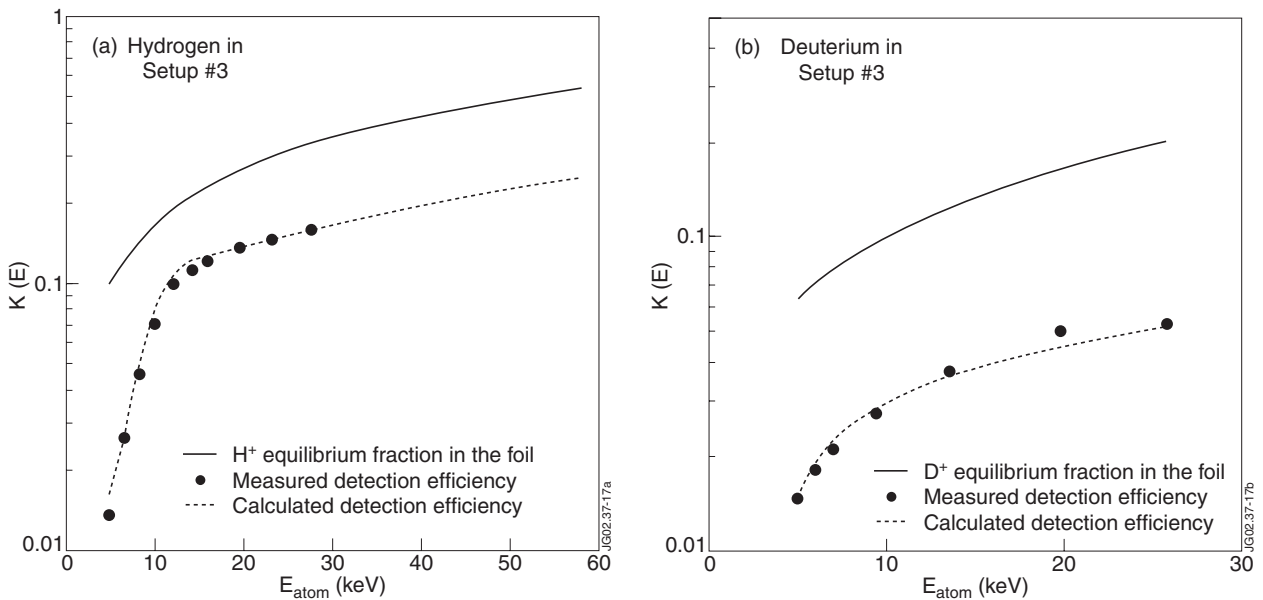 (a) Hydrogen in
Setup #3
1
0.1
0.01
K (E)
0 10 20 30 40 50 60
E_atom (keV)
H⁺ equilibrium fraction in the foil
Measured detection efficiency
Calculated detection efficiency
JG02.37-17a
(b) Deuterium in
Setup #3
0.1
0.01
K (E)
0 10 20 30
E_atom (keV)
D⁺ equilibrium fraction in the foil
Measured detection efficiency
Calculated detection efficiency
JG02.37-17b